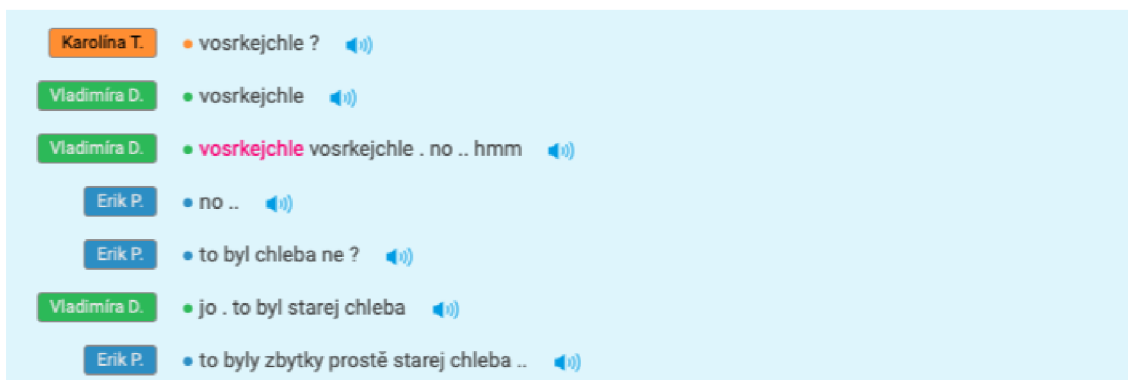 Karolína T. • vosrkejchle ?
Vladimíra D. • vosrkejchle
Vladimíra D. • vosrkejchle vosrkejchle . no .. hmm
Erik P. • no ..
Erik P. • to byl chleba ne ?
Vladimíra D. • jo . to byl starej chleba
Erik P. • to byly zbytky prostě starej chleba ..